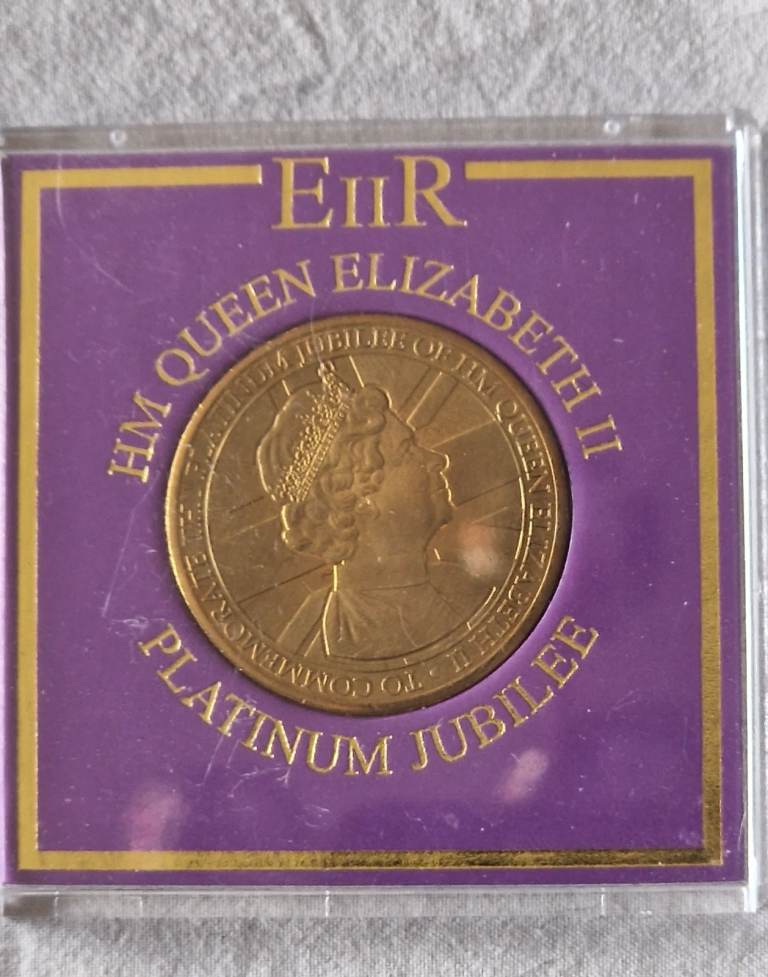 EIIR
HM QUEEN ELIZABETH II
TO COMMEMORATE THE PLATINUM JUBILEE OF HM QUEEN ELIZABETH II •
PLATINUM JUBILEE